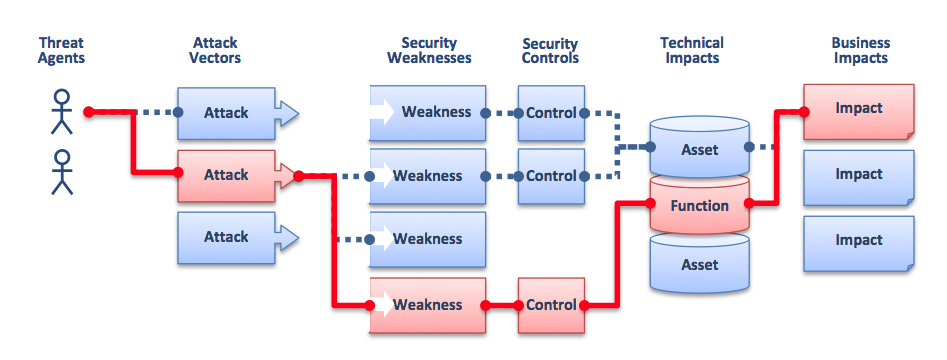 Threat
Agents
Attack
Vectors
Security
Weaknesses
Security
Controls
Technical
Impacts
Business
Impacts
Attack
Weakness
Control
Impact
Asset
Attack
Weakness
Control
Impact
Function
Attack
Weakness
Impact
Asset
Weakness
Control